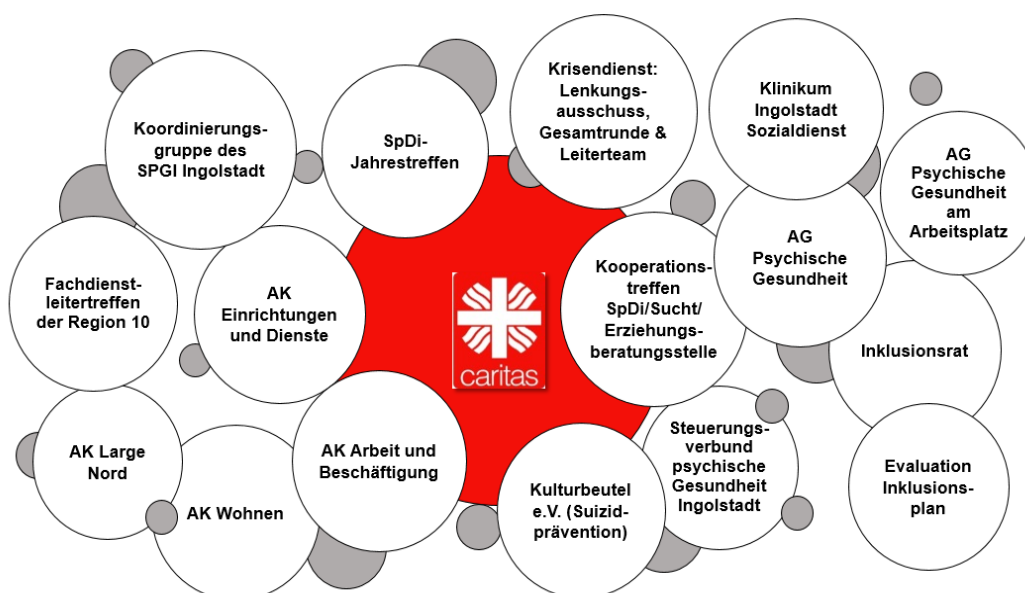 Koordinierungs-
gruppe des
SPGI Ingolstadt
SpDi-
Jahrestreffen
Krisendienst:
Lenkungs-
ausschuss,
Gesamtrunde &
Leiterteam
Klinikum
Ingolstadt
Sozialdienst
AG
Psychische
Gesundheit
am
Arbeitsplatz
Fachdienst-
leitertreffen
der Region 10
AK
Einrichtungen
und Dienste
caritas
Kooperations-
treffen
SpDi/Sucht/
Erziehungs-
beratungsstelle
AG
Psychische
Gesundheit
Inklusionsrat
AK Large
Nord
AK Wohnen
AK Arbeit und
Beschäftigung
Kulturbeutel
e.V. (Suizid-
prävention)
Steuerungs-
verbund
psychische
Gesundheit
Ingolstadt
Evaluation
Inklusions-
plan